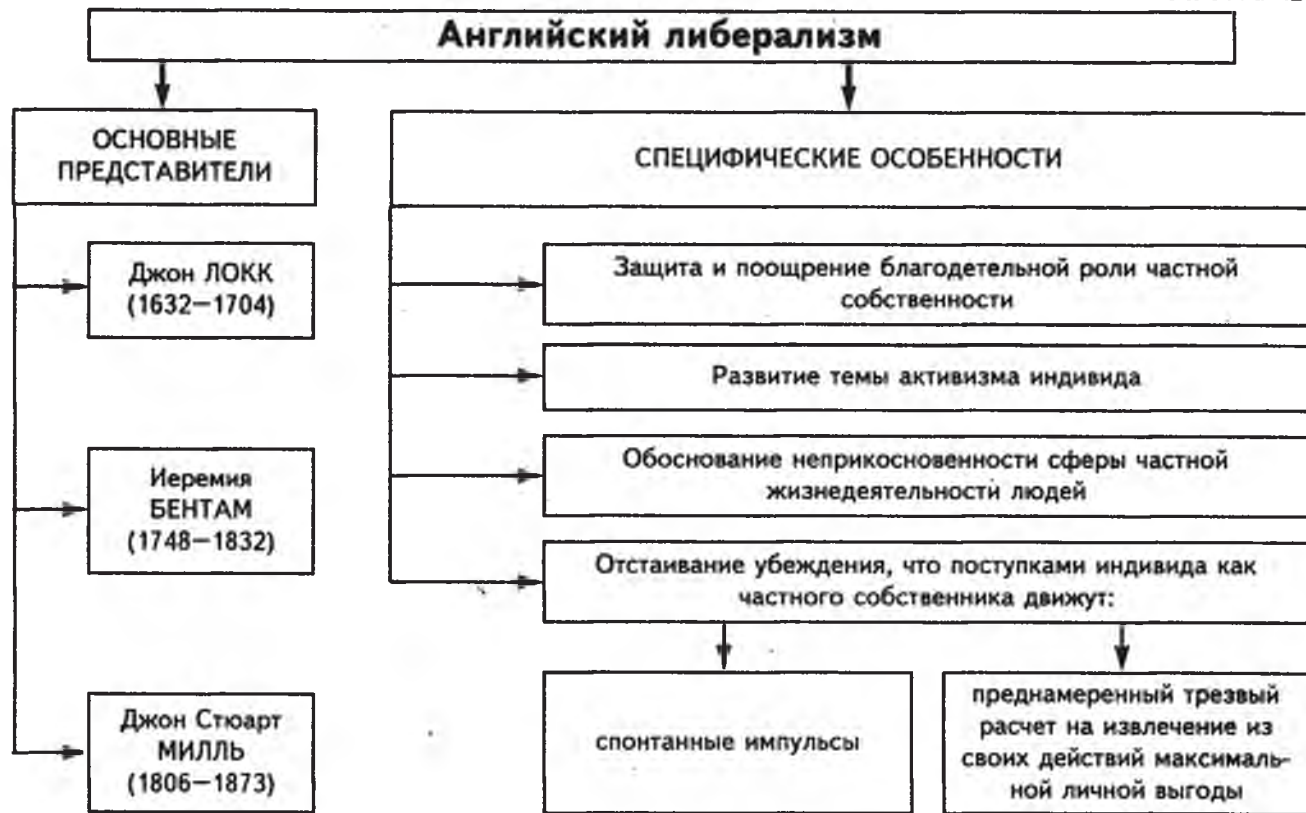 Английский либерализм
ОСНОВНЫЕ
ПРЕДСТАВИТЕЛИ
Джон ЛОКК
(1632—1704)
Иеремия
БЕНТАМ
(1748—1832)
Джон Стюарт
МИЛЛЬ
(1806—1873)
СПЕЦИФИЧЕСКИЕ ОСОБЕННОСТИ
Защита и поощрение благодетельной роли частной
собственности
Развитие темы активизма индивида
Обоснование неприкосновенности сферы частной
жизнедеятельности людей
Отстаивание убеждения, что поступками индивида как
частного собственника движут:
спонтанные импульсы
преднамеренный трезвый
расчет на извлечение из
своих действий максималь-
ной личной выгоды